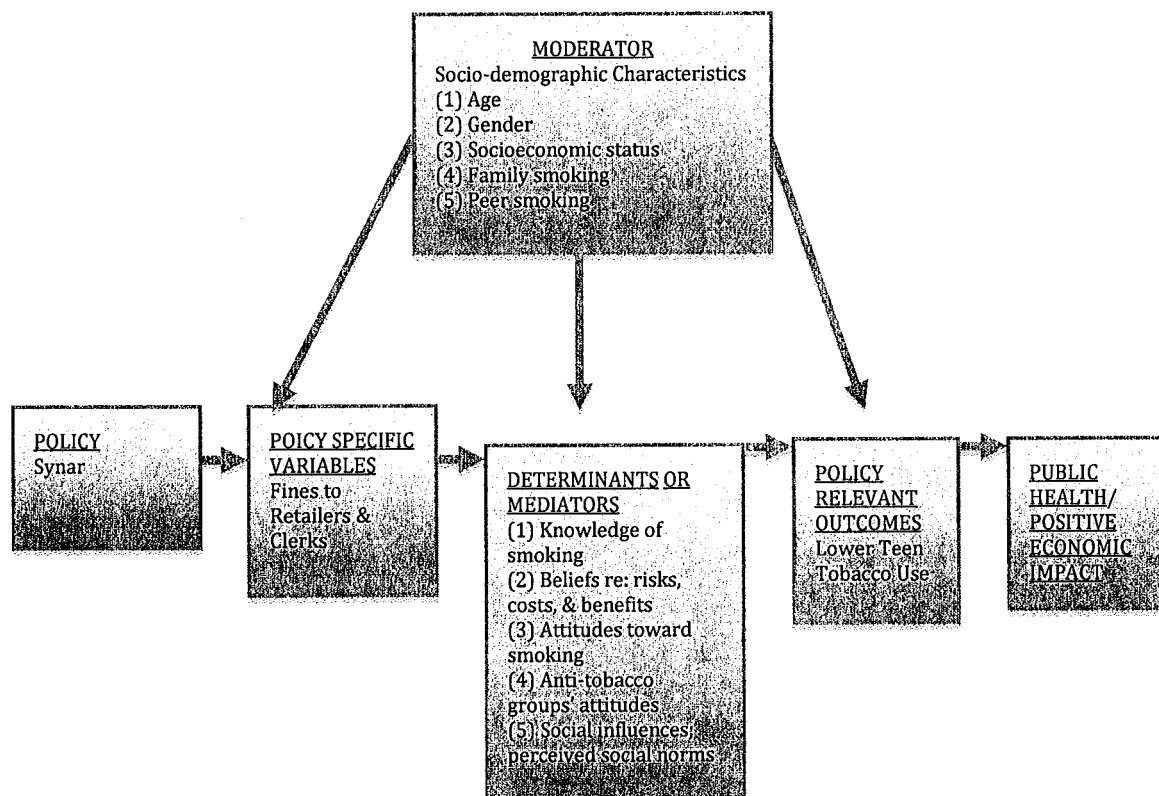 MODERATOR
Socio-demographic Characteristics
(1) Age
(2) Gender
(3) Socioeconomic status
(4) Family smoking
(5) Peer smoking
POLICY
Synar
POICY SPECIFIC
VARIABLES
Fines to
Retailers &
Clerks
DETERMINANTS OR
MEDIATORS
(1) Knowledge of
smoking
(2) Beliefs re: risks,
costs, & benefits
(3) Attitudes toward
smoking
(4) Anti-tobacco
groups' attitudes
(5) Social influences;
perceived social norms
POLICY
RELEVANT
OUTCOMES
Lower Teen
Tobacco Use
PUBLIC
HEALTH/
POSITIVE
ECONOMIC
IMPACT